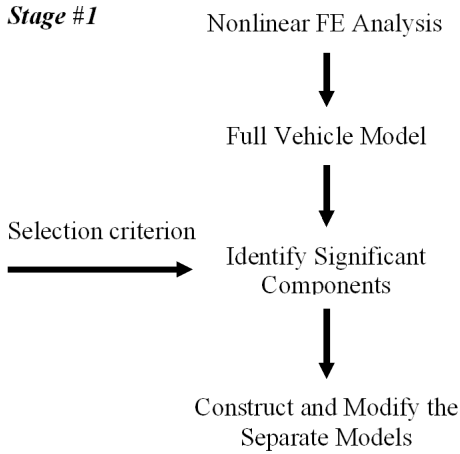 Stage #1
Nonlinear FE Analysis
Full Vehicle Model
Selection criterion
Identify Significant
Components
Construct and Modify the
Separate Models